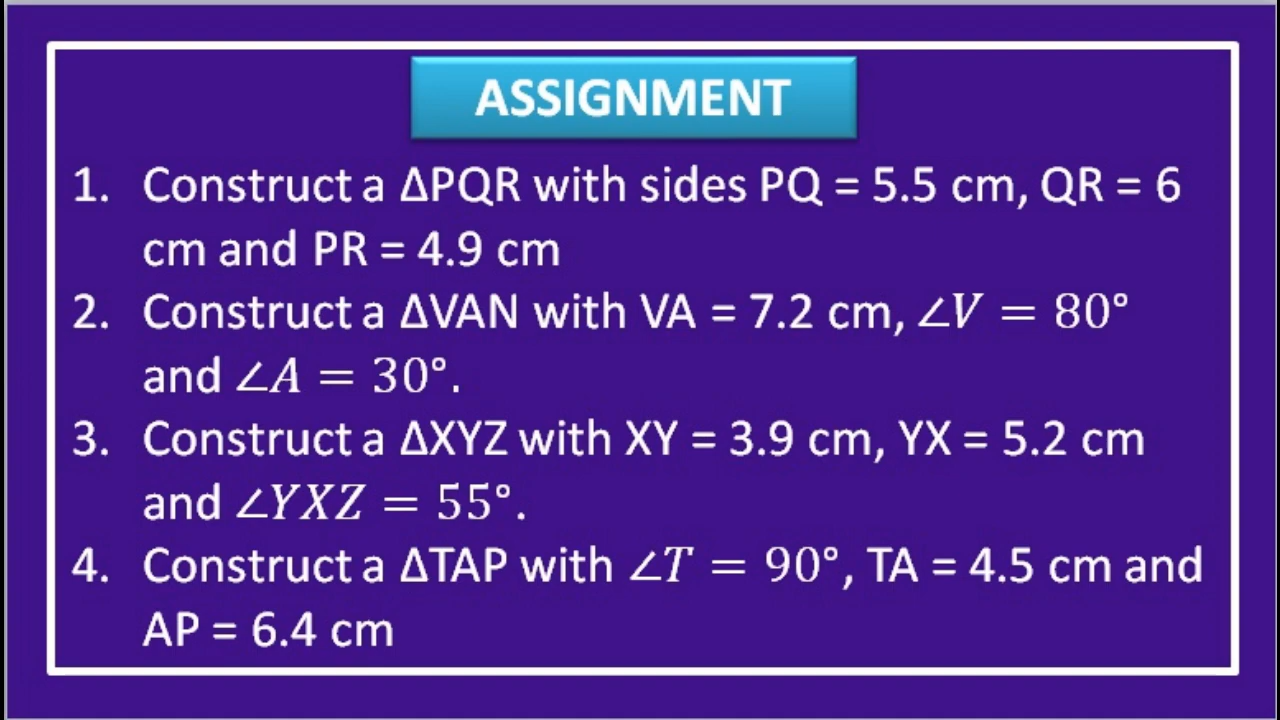 ASSIGNMENT
1. Construct a ΔPQR with sides PQ = 5.5 cm, QR = 6
cm and PR = 4.9 cm
2. Construct a ΔVAN with VA = 7.2 cm, ∠V = 80°
and ∠A = 30°.
3. Construct a ΔXYZ with XY = 3.9 cm, YX = 5.2 cm
and ∠YXZ = 55°.
4. Construct a ΔTAP with ∠T = 90°, TA = 4.5 cm and
AP = 6.4 cm